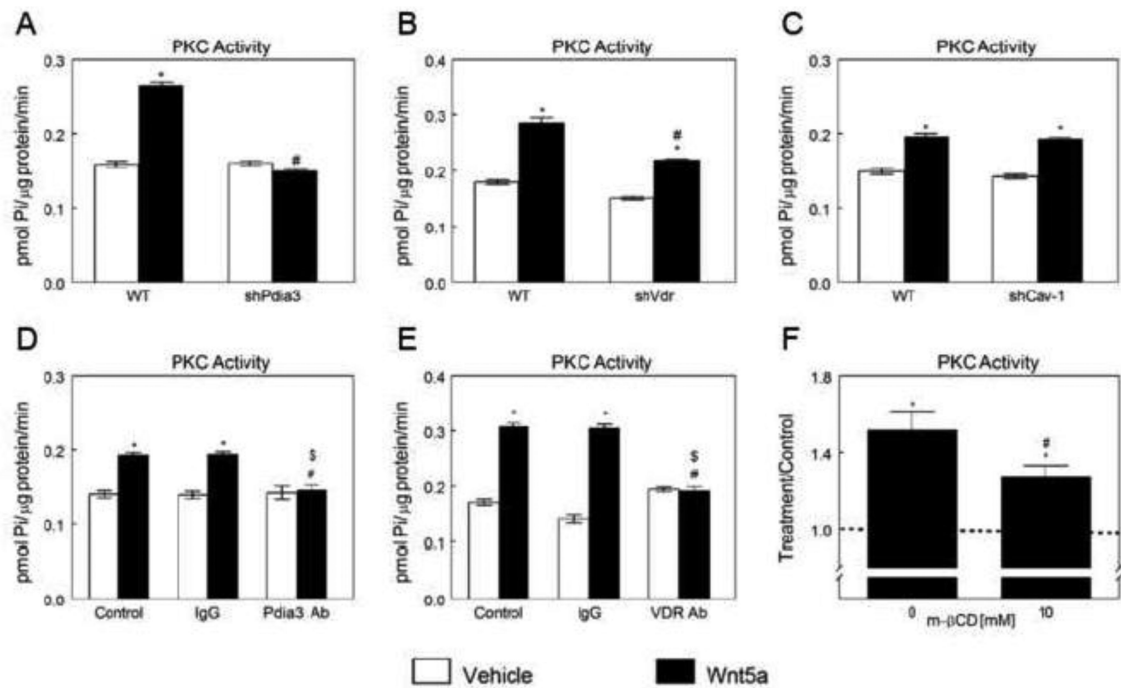 A
PKC Activity
pmol Pi/µg protein/min
0.3
0.2
0.1
0.0
*
#
WT
shPdia3
B
PKC Activity
pmol Pi/µg protein/min
0.4
0.3
0.2
0.1
0.0
*
#
*
WT
shVdr
C
PKC Activity
pmol Pi/µg protein/min
0.3
0.2
0.1
0.0
*
*
WT
shCav-1
D
PKC Activity
pmol Pi/µg protein/min
0.3
0.2
0.1
0.0
*
*
$
#
Control
IgG
Pdia3 Ab
E
PKC Activity
pmol Pi/µg protein/min
0.4
0.3
0.2
0.1
0.0
*
*
$
#
Control
IgG
VDR Ab
F
PKC Activity
Treatment/Control
1.8
1.4
1.0
*
#
*
0
10
m-βCD [mM]
Vehicle
Wnt5a